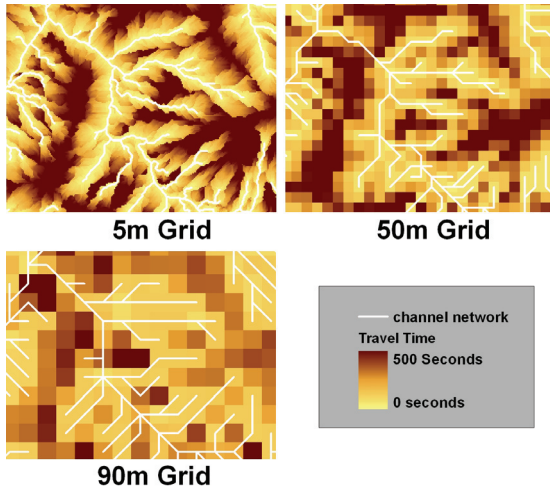 5m Grid
50m Grid
90m Grid
channel network
Travel Time
500 Seconds
0 seconds